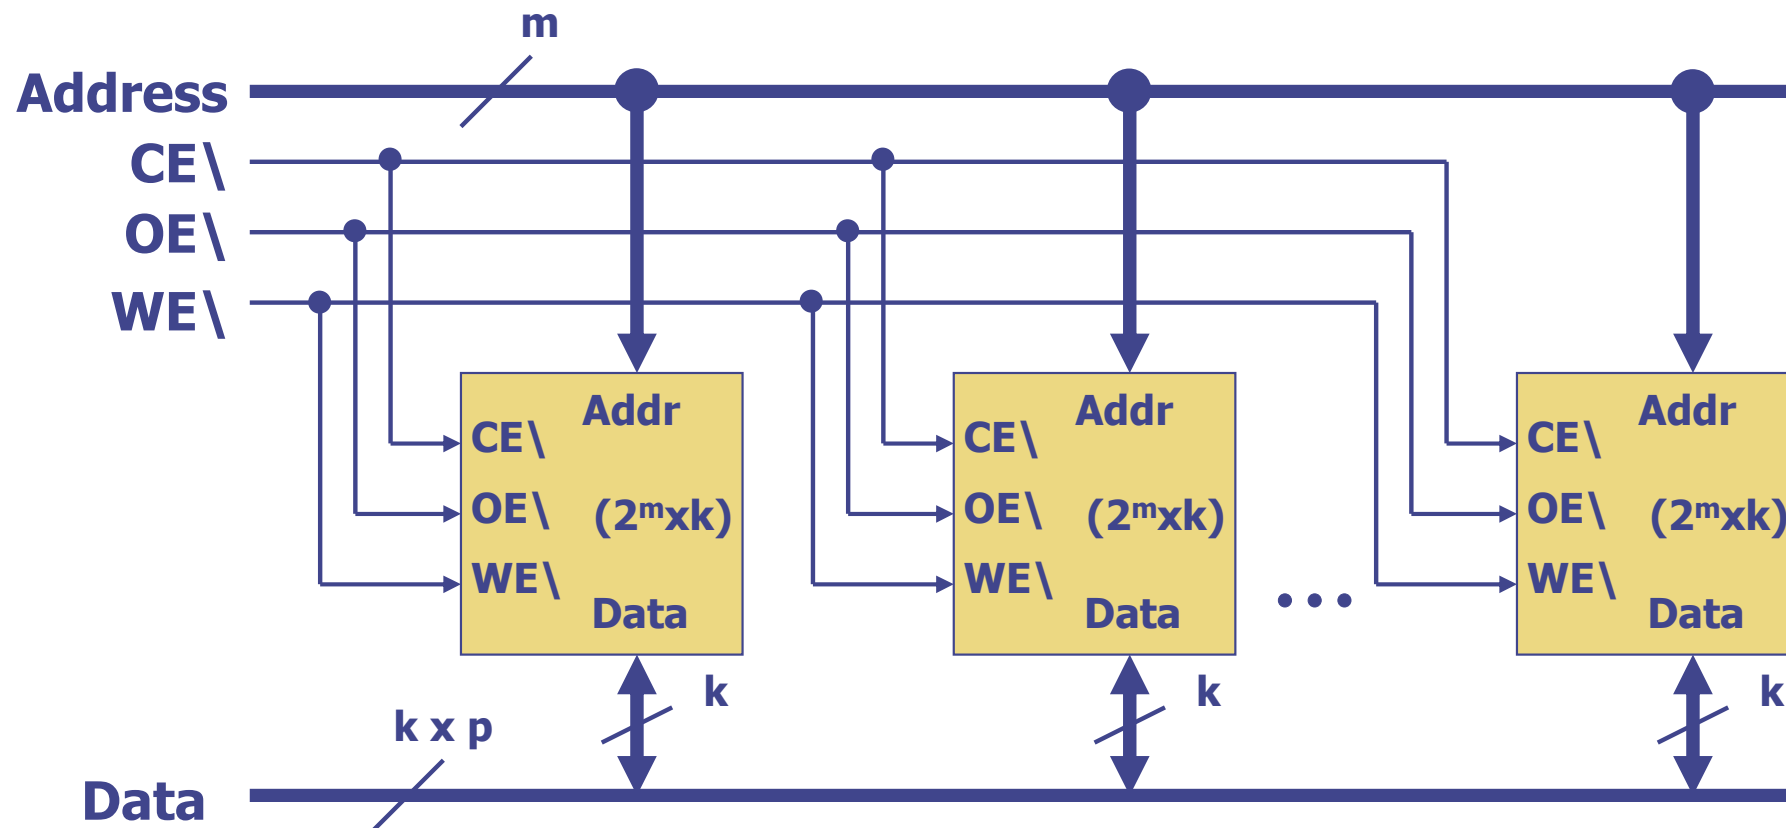 m
Address
CE\
OE\
WE\
Addr
CE\
OE\ (2ᵐxk)
WE\
Data
Addr
CE\
OE\ (2ᵐxk)
WE\
Data
...
Addr
CE\
OE\ (2ᵐxk)
WE\
Data
k
k
k
k x p
Data